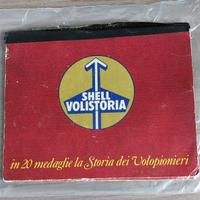 SHELL
VOLISTORIA
in 20 medaglie la Storia dei Volopionieri